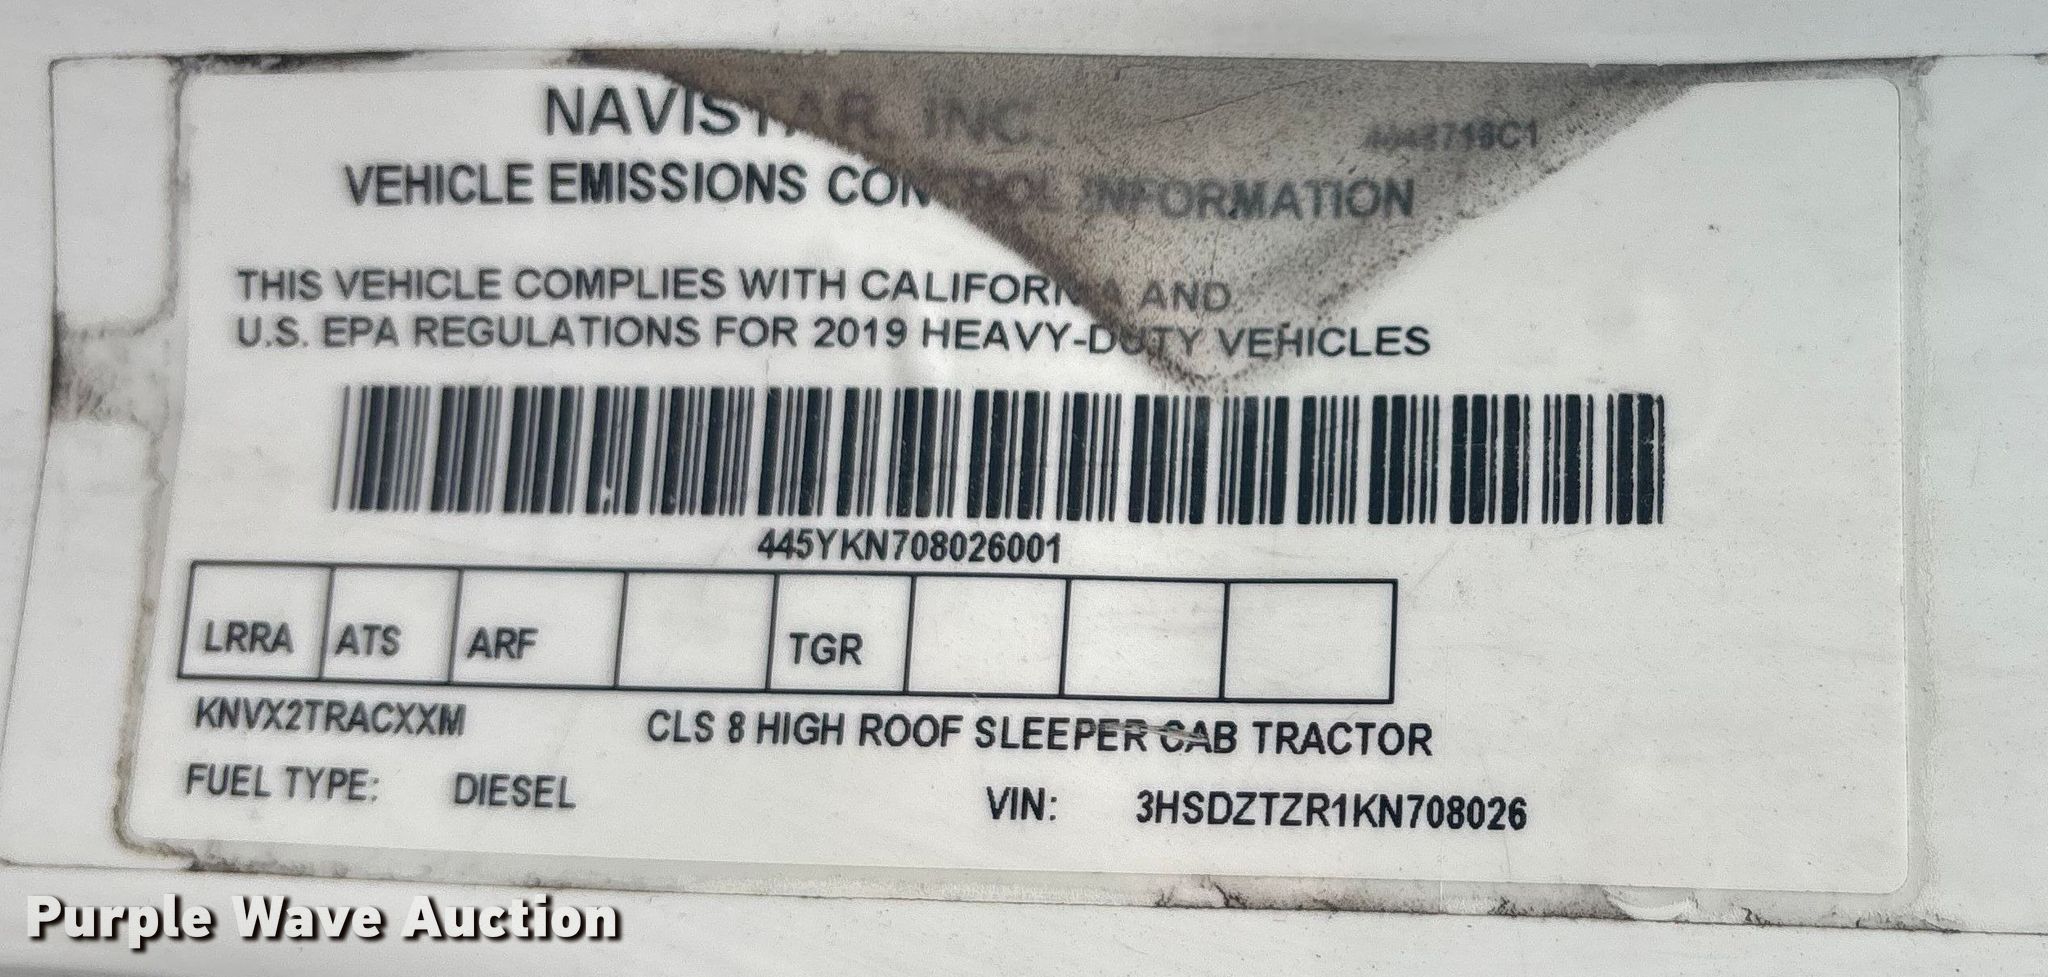 NAVISTAR, INC.
VEHICLE EMISSIONS CONTROL INFORMATION
THIS VEHICLE COMPLIES WITH CALIFORNIA AND
U.S. EPA REGULATIONS FOR 2019 HEAVY-DUTY VEHICLES
445YKN708026001
LRRA ATS ARF TGR
KNVX2TRACXXM CLS 8 HIGH ROOF SLEEPER CAB TRACTOR
FUEL TYPE: DIESEL VIN: 3HSDZTZR1KN708026
Purple Wave Auction